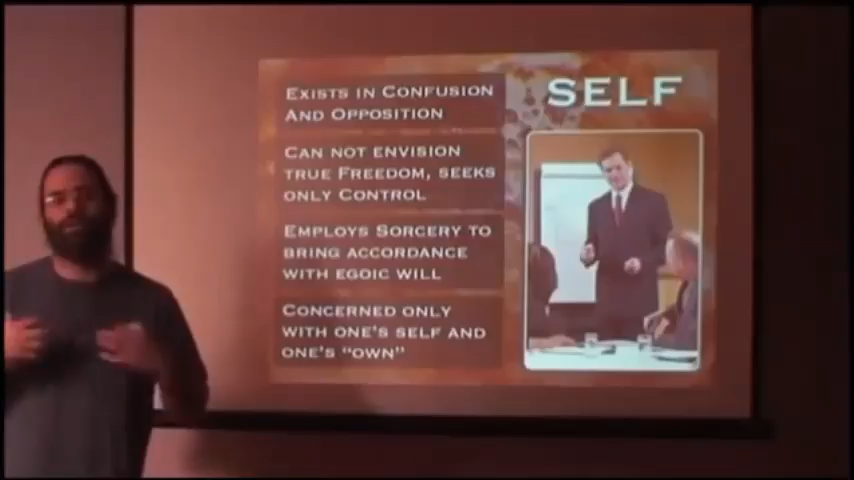 SELF
EXISTS IN CONFUSION
AND OPPOSITION
CAN NOT ENVISION
TRUE FREEDOM, SEEKS
ONLY CONTROL
EMPLOYS SORCERY TO
BRING ACCORDANCE
WITH EGOIC WILL
CONCERNED ONLY
WITH ONE'S SELF AND
ONE'S "OWN"